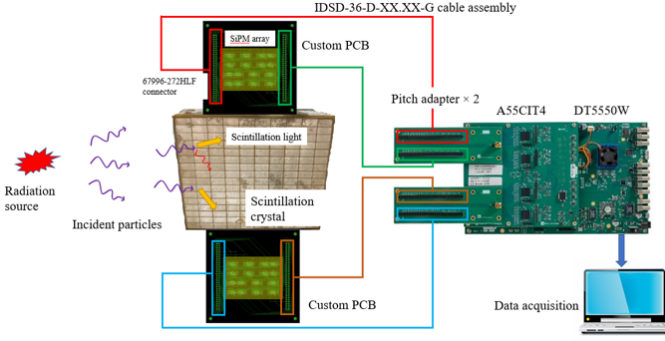 IDSD-36-D-XX.XX-G cable assembly
SiPM array
Custom PCB
67996-272HLF
connector
Pitch adapter × 2
A55CIT4
DT5550W
Scintillation light
Radiation
source
Incident particles
Scintillation
crystal
Custom PCB
Data acquisition